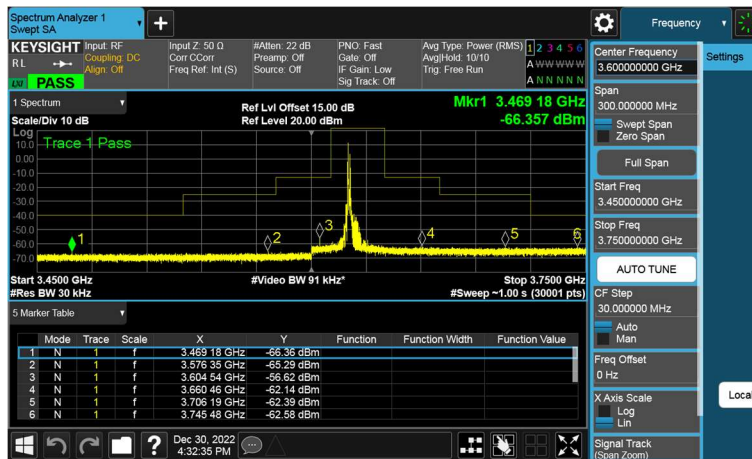 Spectrum Analyzer 1
Swept SA
+
Frequency
KEYSIGHT
RL
PASS
Input: RF
Coupling: DC
Align: Off
Input Z: 50 Ω
Corr CCorr
Freq Ref: Int (S)
#Atten: 22 dB
Preamp: Off
Source: Off
PNO: Fast
Gate: Off
IF Gain: Low
Sig Track: Off
Avg Type: Power (RMS)
Avg|Hold: 10/10
Trig: Free Run
1 2 3 4 5 6
A W W W W W
A N N N N N
1 Spectrum
Scale/Div 10 dB
Ref Lvl Offset 15.00 dB
Ref Level 20.00 dBm
Mkr1 3.469 18 GHz
-66.357 dBm
Log
Trace 1 Pass
10.0
0.00
-10.0
-20.0
-30.0
-40.0
-50.0
-60.0
-70.0
1
2
3
4
5
6
Start 3.4500 GHz
#Res BW 30 kHz
#Video BW 91 kHz*
Stop 3.7500 GHz
#Sweep ~1.00 s (30001 pts)
5 Marker Table
Mode Trace Scale X Y Function Function Width Function Value
1 N 1 f 3.469 18 GHz -66.36 dBm
2 N 1 f 3.576 35 GHz -65.29 dBm
3 N 1 f 3.604 54 GHz -56.62 dBm
4 N 1 f 3.660 46 GHz -62.14 dBm
5 N 1 f 3.706 19 GHz -62.39 dBm
6 N 1 f 3.745 48 GHz -62.58 dBm
?
Dec 30, 2022
4:32:35 PM
Center Frequency
3.600000000 GHz
Span
300.000000 MHz
Swept Span
Zero Span
Full Span
Start Freq
3.450000000 GHz
Stop Freq
3.750000000 GHz
AUTO TUNE
CF Step
30.000000 MHz
Auto
Man
Freq Offset
0 Hz
X Axis Scale
Log
Lin
Signal Track
(Span Zoom)
Settings
Local